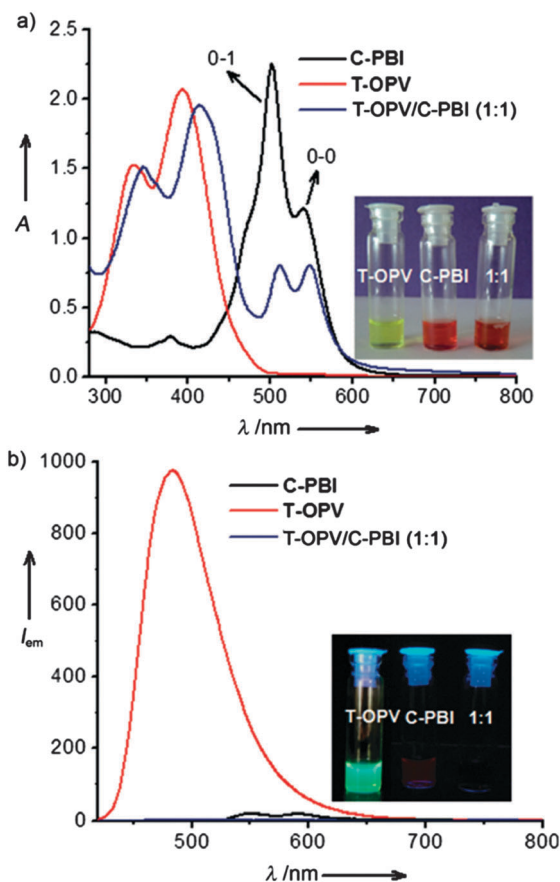 a)
C-PBI
T-OPV
T-OPV/C-PBI (1:1)
0-1
0-0
2.5
2.0
1.5
1.0
0.5
0.0
A
T-OPV C-PBI 1:1
300 400 500 600 700 800
λ /nm
b)
C-PBI
T-OPV
T-OPV/C-PBI (1:1)
1000
800
600
400
200
0
Iem
T-OPV C-PBI 1:1
500 600 700 800
λ /nm